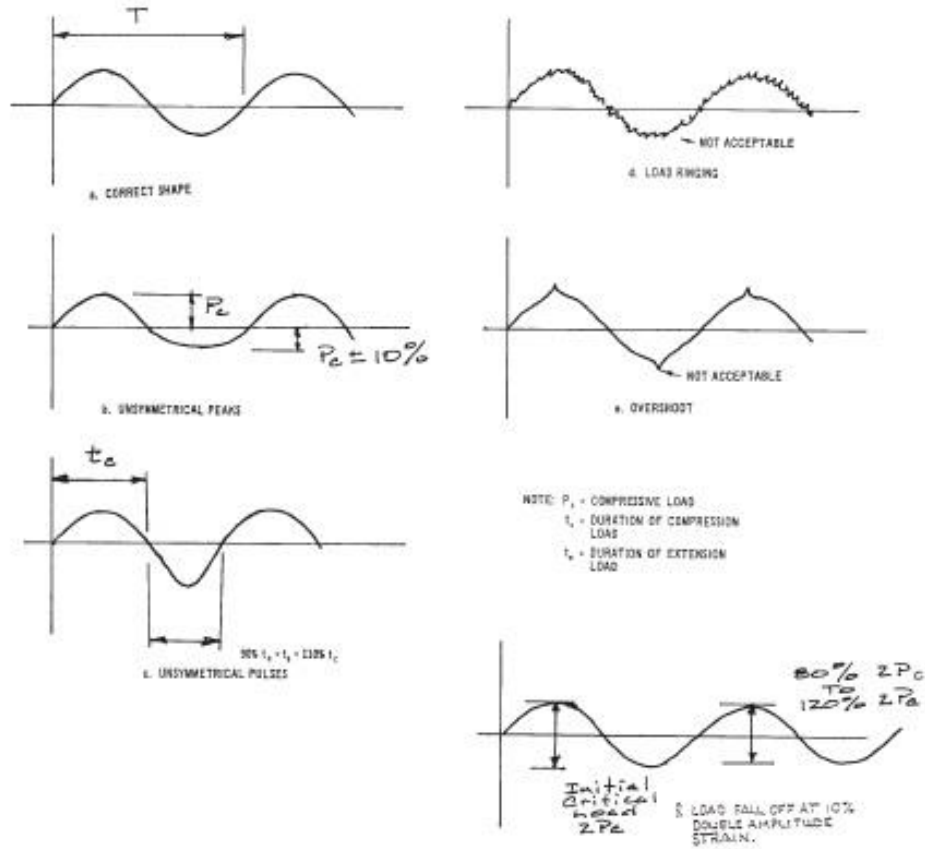 T
a. CORRECT SHAPE
NOT ACCEPTABLE
d. LOAD RINGING
Pc
Pe = 10%
b. UNSYMMETRICAL PEAKS
NOT ACCEPTABLE
e. OVERSHOOT
tc
c. UNSYMMETRICAL PULSES
NOTE: Pc - COMPRESSIVE LOAD
tc - DURATION OF COMPRESSION
LOAD
te - DURATION OF EXTENSION
LOAD
80% 2Pc
TO
120% 2Pc
Initial
Critical
Load
2Pc
f. LOAD FALL OFF AT 10%
DOUBLE AMPLITUDE
STRAIN.